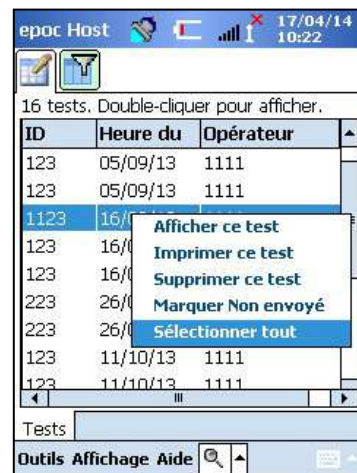 epoc Host 17/04/14
10:22
16 tests. Double-cliquer pour afficher.
ID Heure du Opérateur
123 05/09/13 1111
123 05/09/13 1111
1123 16/
123 16/
123 16/
223 26/
223 26/
123 11/10/13 1111
123 11/10/13 1111
Afficher ce test
Imprimer ce test
Supprimer ce test
Marquer Non envoyé
Sélectionner tout
Tests
Outils Affichage Aide